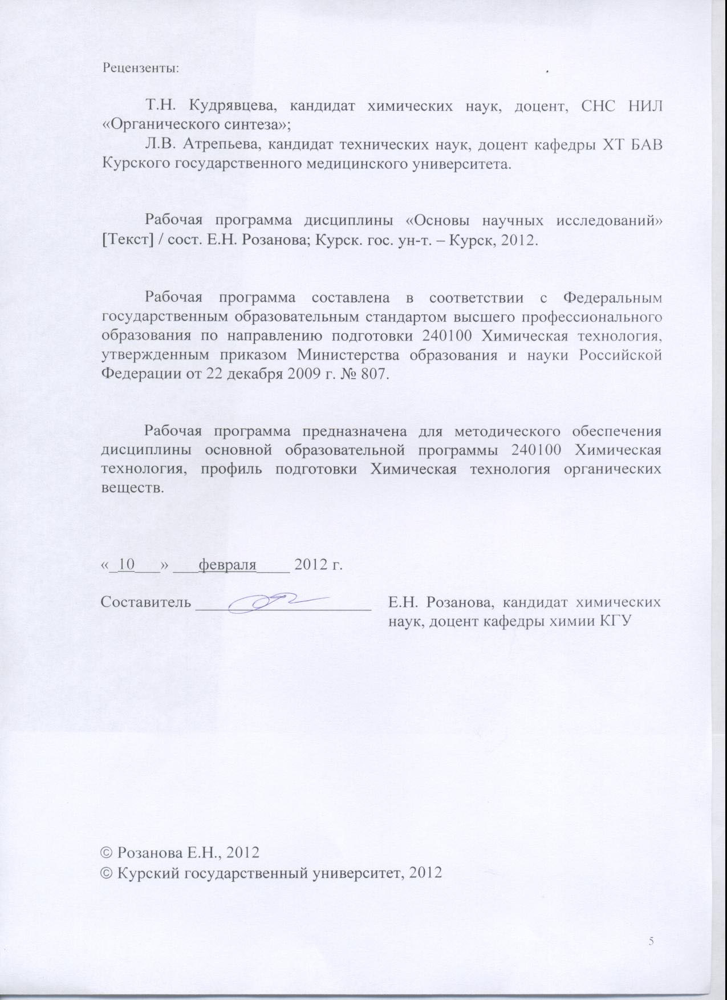 Рецензенты:
Т.Н. Кудрявцева, кандидат химических наук, доцент, СНС НИЛ
«Органического синтеза»;
Л.В. Атрепьева, кандидат технических наук, доцент кафедры ХТ БАВ
Курского государственного медицинского университета.
Рабочая программа дисциплины «Основы научных исследований»
[Текст] / сост. Е.Н. Розанова; Курск. гос. ун-т. – Курск, 2012.
Рабочая программа составлена в соответствии с Федеральным
государственным образовательным стандартом высшего профессионального
образования по направлению подготовки 240100 Химическая технология,
утвержденным приказом Министерства образования и науки Российской
Федерации от 22 декабря 2009 г. № 807.
Рабочая программа предназначена для методического обеспечения
дисциплины основной образовательной программы 240100 Химическая
технология, профиль подготовки Химическая технология органических
веществ.
«_10___» ___февраля____ 2012 г.
Составитель ______________________ Е.Н. Розанова, кандидат химических
наук, доцент кафедры химии КГУ
© Розанова Е.Н., 2012
© Курский государственный университет, 2012
5